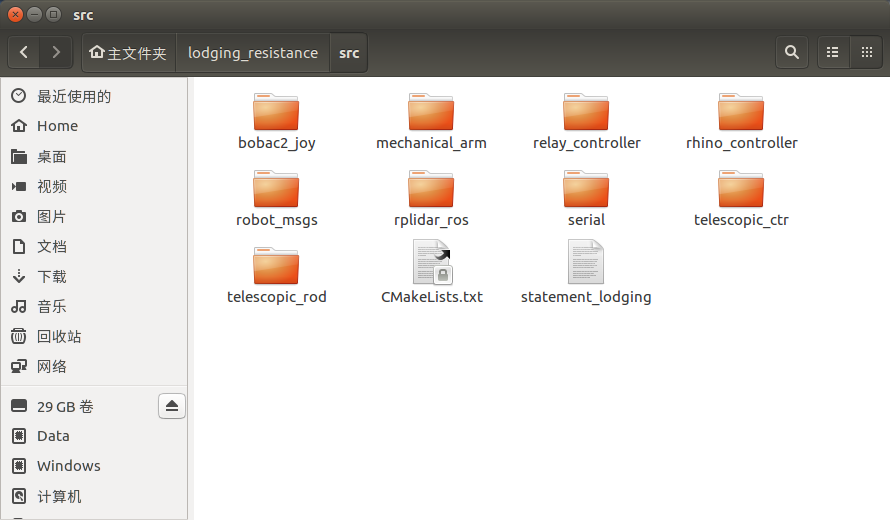 src
主文件夹 lodging_resistance src
最近使用的
Home
桌面
视频
图片
文档
下载
音乐
回收站
网络
29 GB 卷
Data
Windows
计算机
bobac2_joy mechanical_arm relay_controller rhino_controller
robot_msgs rplidar_ros serial telescopic_ctr
telescopic_rod CMakeLists.txt statement_lodging